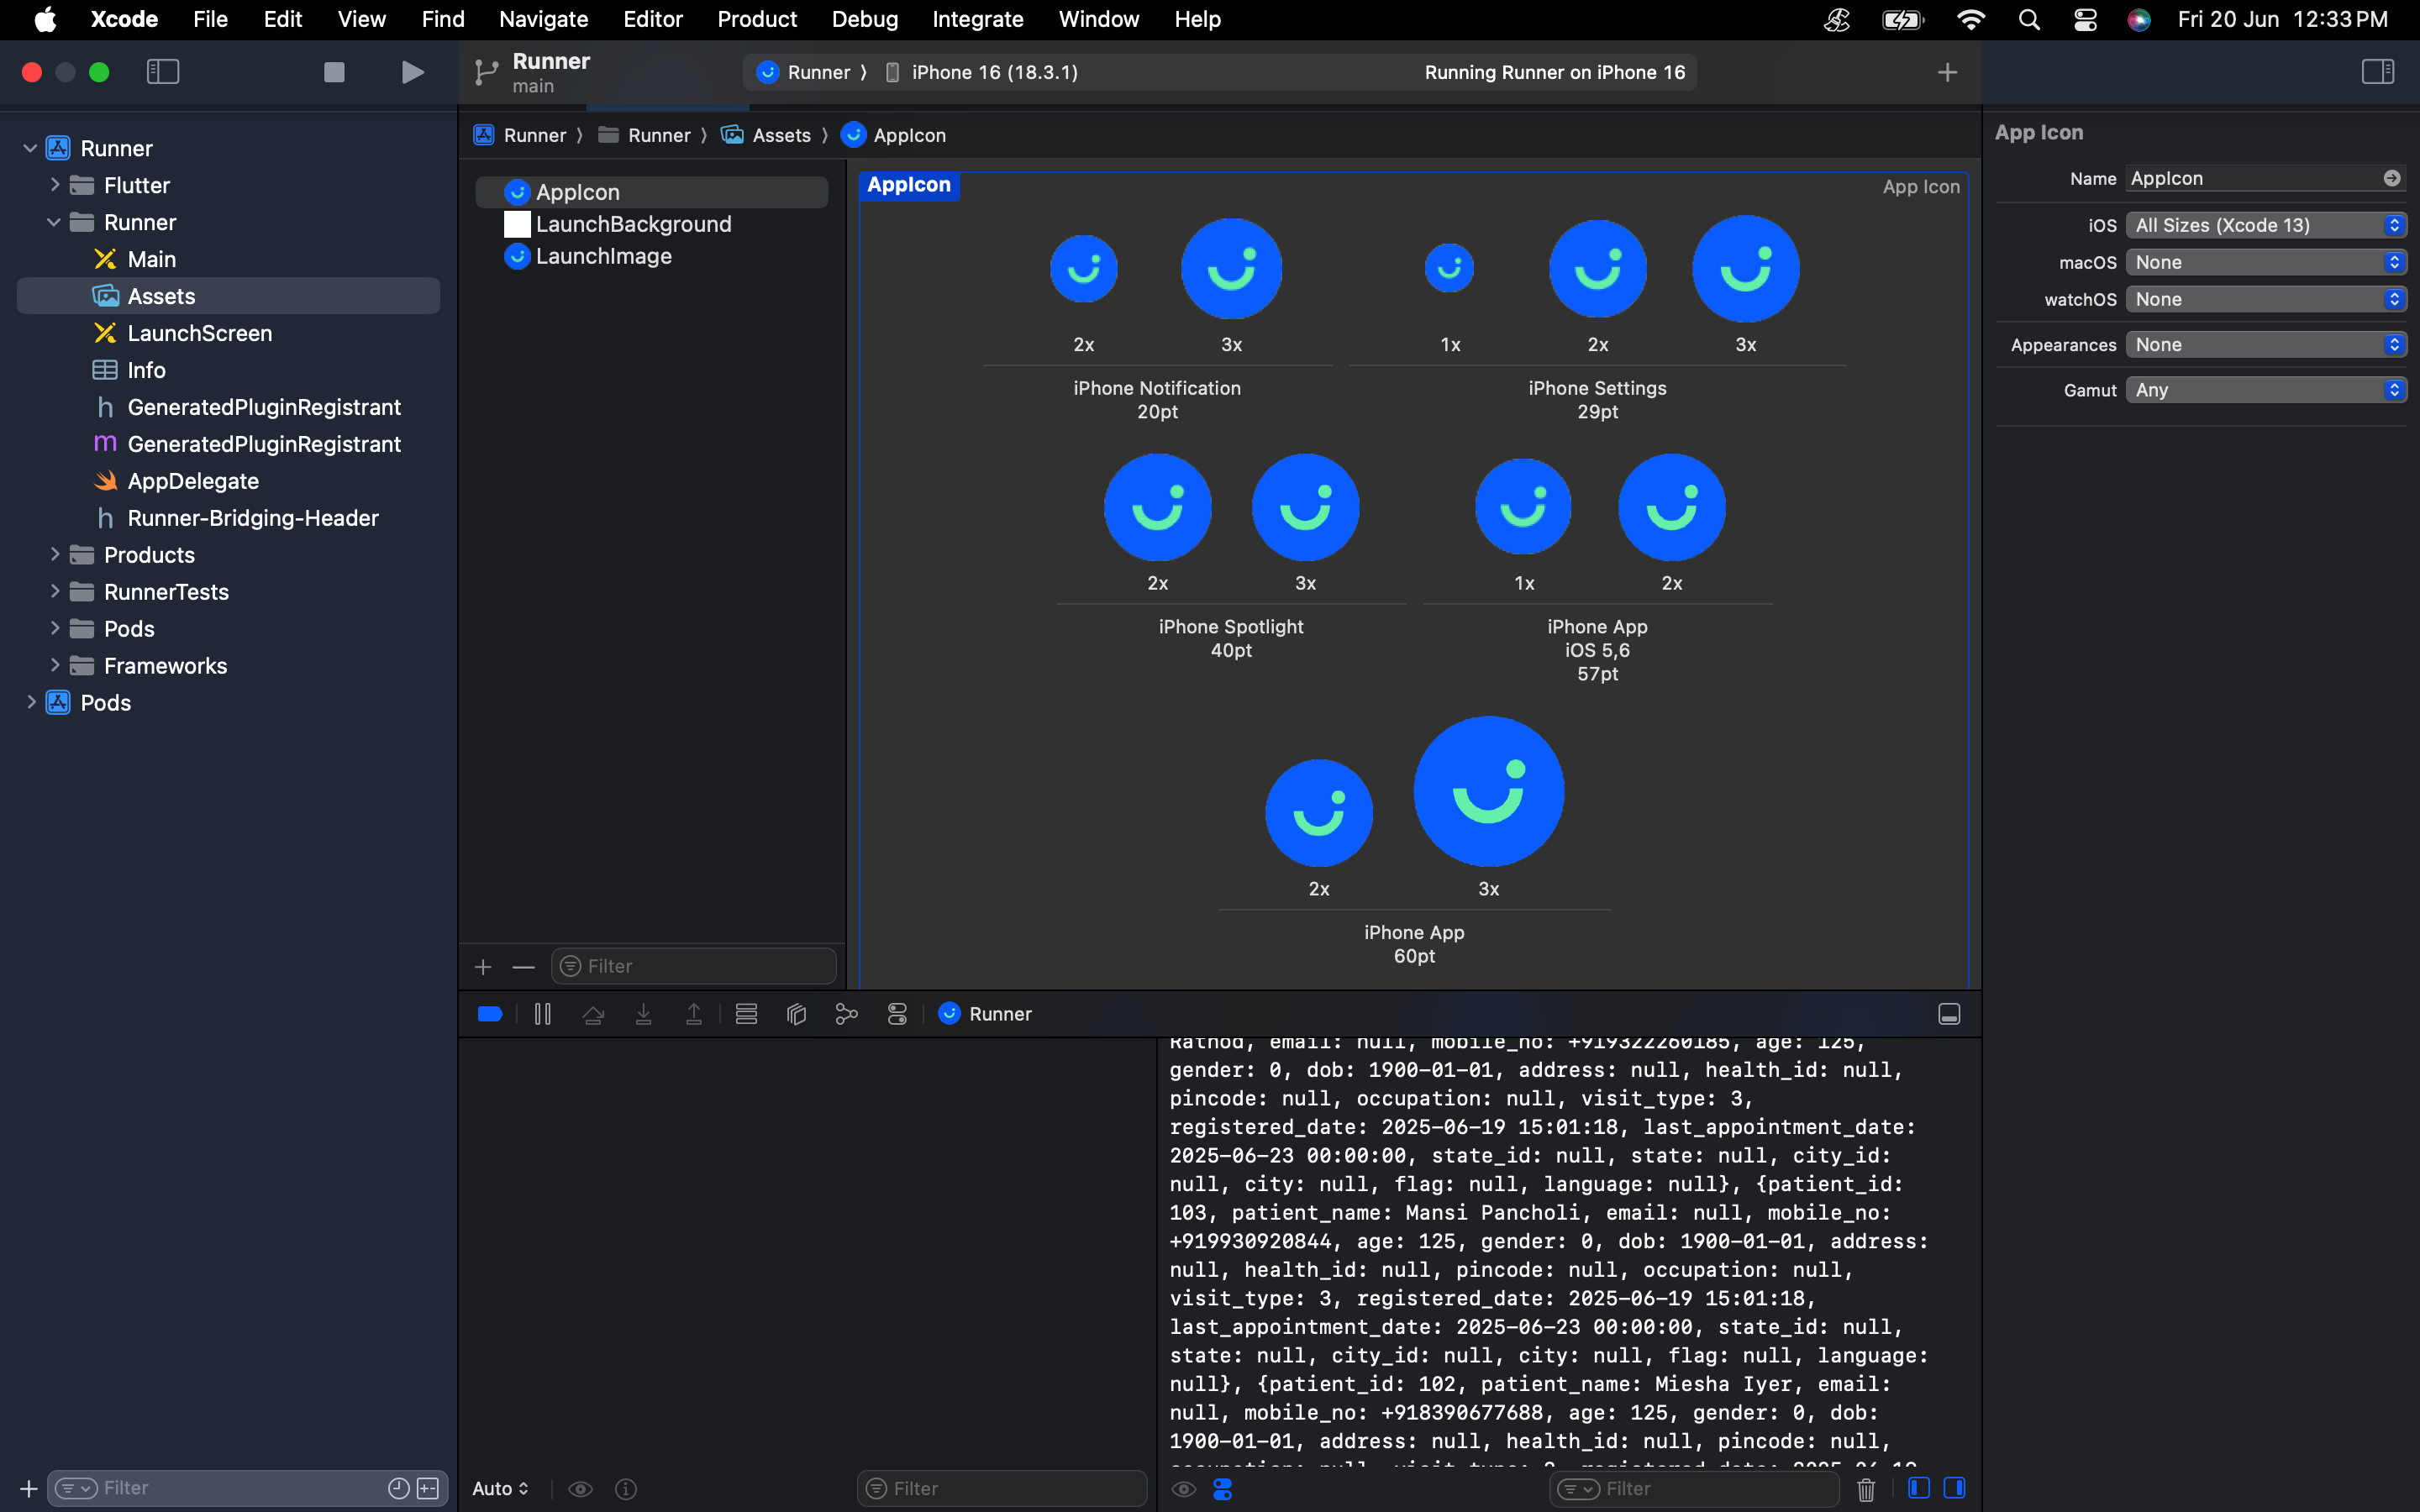 Xcode File Edit View Find Navigate Editor Product Debug Integrate Window Help Fri 20 Jun 12:33 PM
Runner
main
Runner iPhone 16 (18.3.1) Running Runner on iPhone 16
Runner
Flutter
Runner
Main
Assets
LaunchScreen
Info
h GeneratedPluginRegistrant
m GeneratedPluginRegistrant
AppDelegate
h Runner-Bridging-Header
Products
RunnerTests
Pods
Frameworks
Pods
Filter
Runner Runner Assets AppIcon
AppIcon
LaunchBackground
LaunchImage
Filter
AppIcon App Icon
2x 3x
iPhone Notification
20pt
1x 2x 3x
iPhone Settings
29pt
2x 3x
iPhone Spotlight
40pt
1x 2x
iPhone App
iOS 5,6
57pt
2x 3x
iPhone App
60pt
App Icon
Name AppIcon
iOS All Sizes (Xcode 13)
macOS None
watchOS None
Appearances None
Gamut Any
Runner
Rathod, email: null, mobile_no: +919322260185, age: 125,
gender: 0, dob: 1900-01-01, address: null, health_id: null,
pincode: null, occupation: null, visit_type: 3,
registered_date: 2025-06-19 15:01:18, last_appointment_date:
2025-06-23 00:00:00, state_id: null, state: null, city_id:
null, city: null, flag: null, language: null}, {patient_id:
103, patient_name: Mansi Pancholi, email: null, mobile_no:
+919930920844, age: 125, gender: 0, dob: 1900-01-01, address:
null, health_id: null, pincode: null, occupation: null,
visit_type: 3, registered_date: 2025-06-19 15:01:18,
last_appointment_date: 2025-06-23 00:00:00, state_id: null,
state: null, city_id: null, city: null, flag: null, language:
null}, {patient_id: 102, patient_name: Miesha Iyer, email:
null, mobile_no: +918390677688, age: 125, gender: 0, dob:
1900-01-01, address: null, health_id: null, pincode: null,
Auto
Filter
Filter